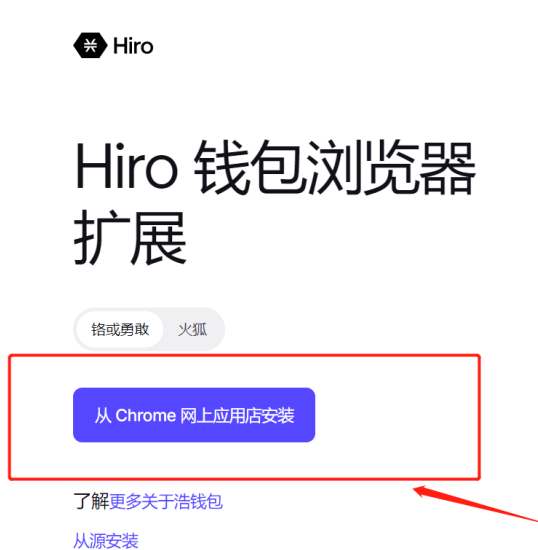 Hiro
Hiro 钱包浏览器
扩展
铬或勇敢 火狐
从 Chrome 网上应用店安装
了解更多关于浩钱包
从源安装